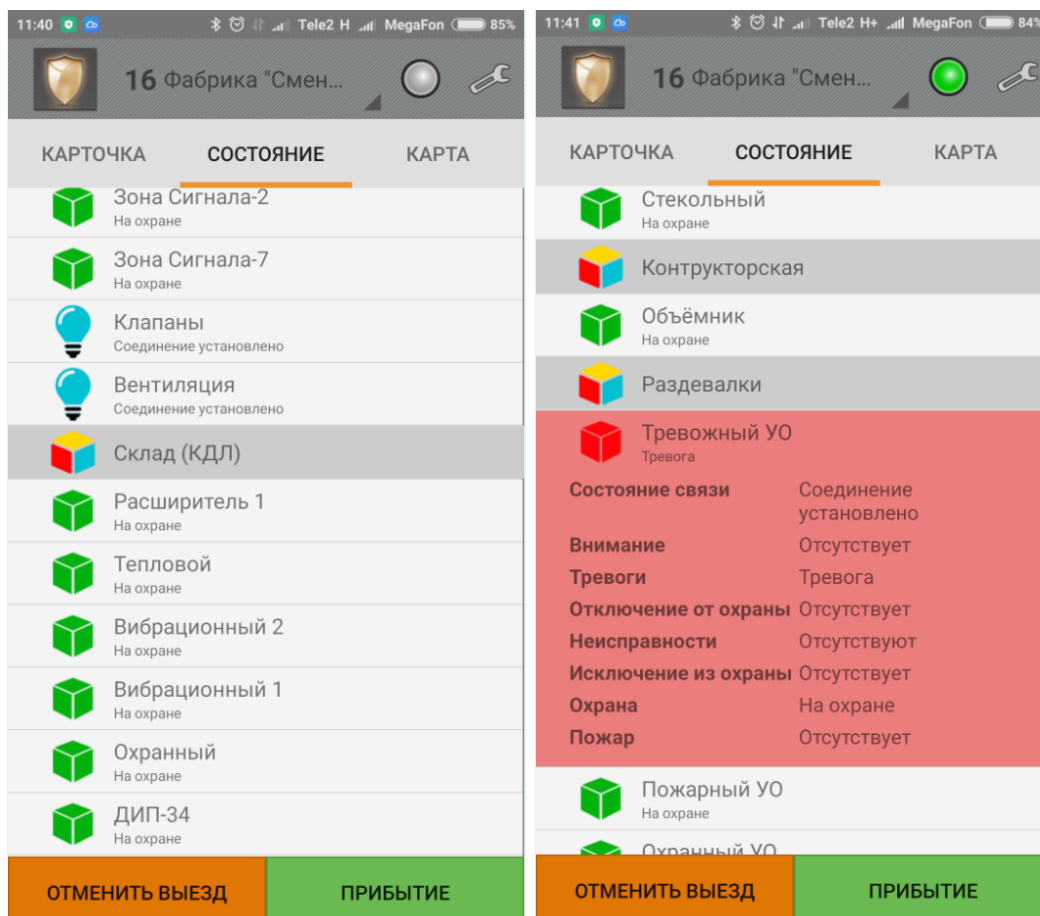 11:40 Tele2 H MegaFon 85%
16 Фабрика "Смен...
КАРТОЧКА СОСТОЯНИЕ КАРТА
Зона Сигнала-2
На охране
Зона Сигнала-7
На охране
Клапаны
Соединение установлено
Вентиляция
Соединение установлено
Склад (КДЛ)
Расширитель 1
На охране
Тепловой
На охране
Вибрационный 2
На охране
Вибрационный 1
На охране
Охранный
На охране
ДИП-34
На охране
ОТМЕНИТЬ ВЫЕЗД ПРИБЫТИЕ
11:41 Tele2 H+ MegaFon 84%
16 Фабрика "Смен...
КАРТОЧКА СОСТОЯНИЕ КАРТА
Стекольный
На охране
Контрукторская
Объёмник
На охране
Раздевалки
Тревожный УО
Тревога
Состояние связи Соединение
установлено
Внимание Отсутствует
Тревоги Тревога
Отключение от охраны Отсутствует
Неисправности Отсутствуют
Исключение из охраны Отсутствует
Охрана На охране
Пожар Отсутствует
Пожарный УО
На охране
Охранный УО
ОТМЕНИТЬ ВЫЕЗД ПРИБЫТИЕ